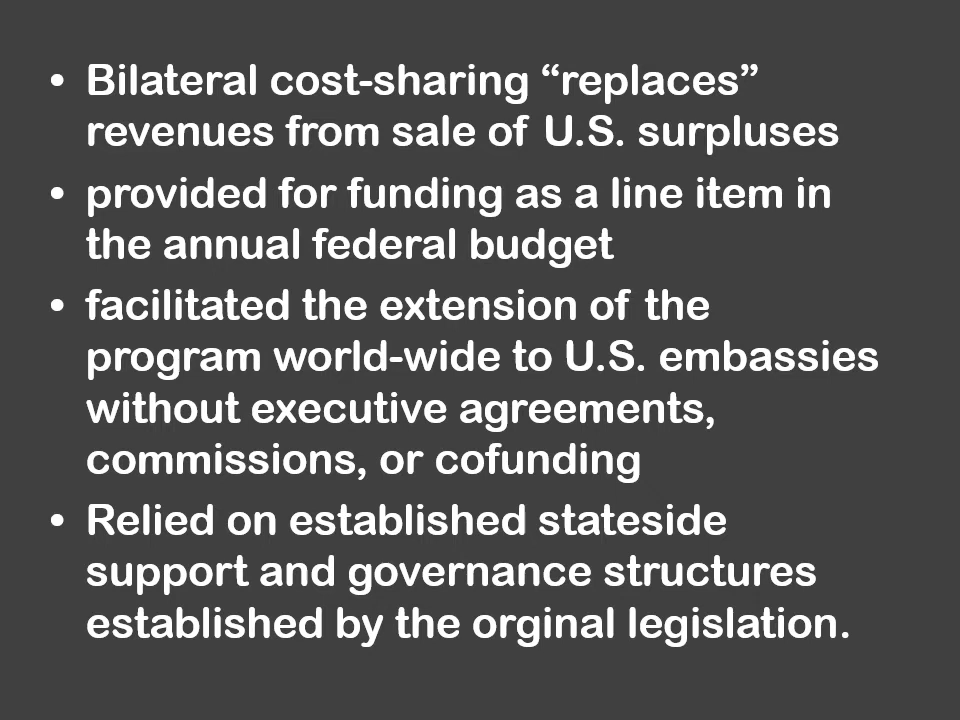 • Bilateral cost-sharing “replaces”
revenues from sale of U.S. surpluses
• provided for funding as a line item in
the annual federal budget
• facilitated the extension of the
program world-wide to U.S. embassies
without executive agreements,
commissions, or cofunding
• Relied on established stateside
support and governance structures
established by the orginal legislation.